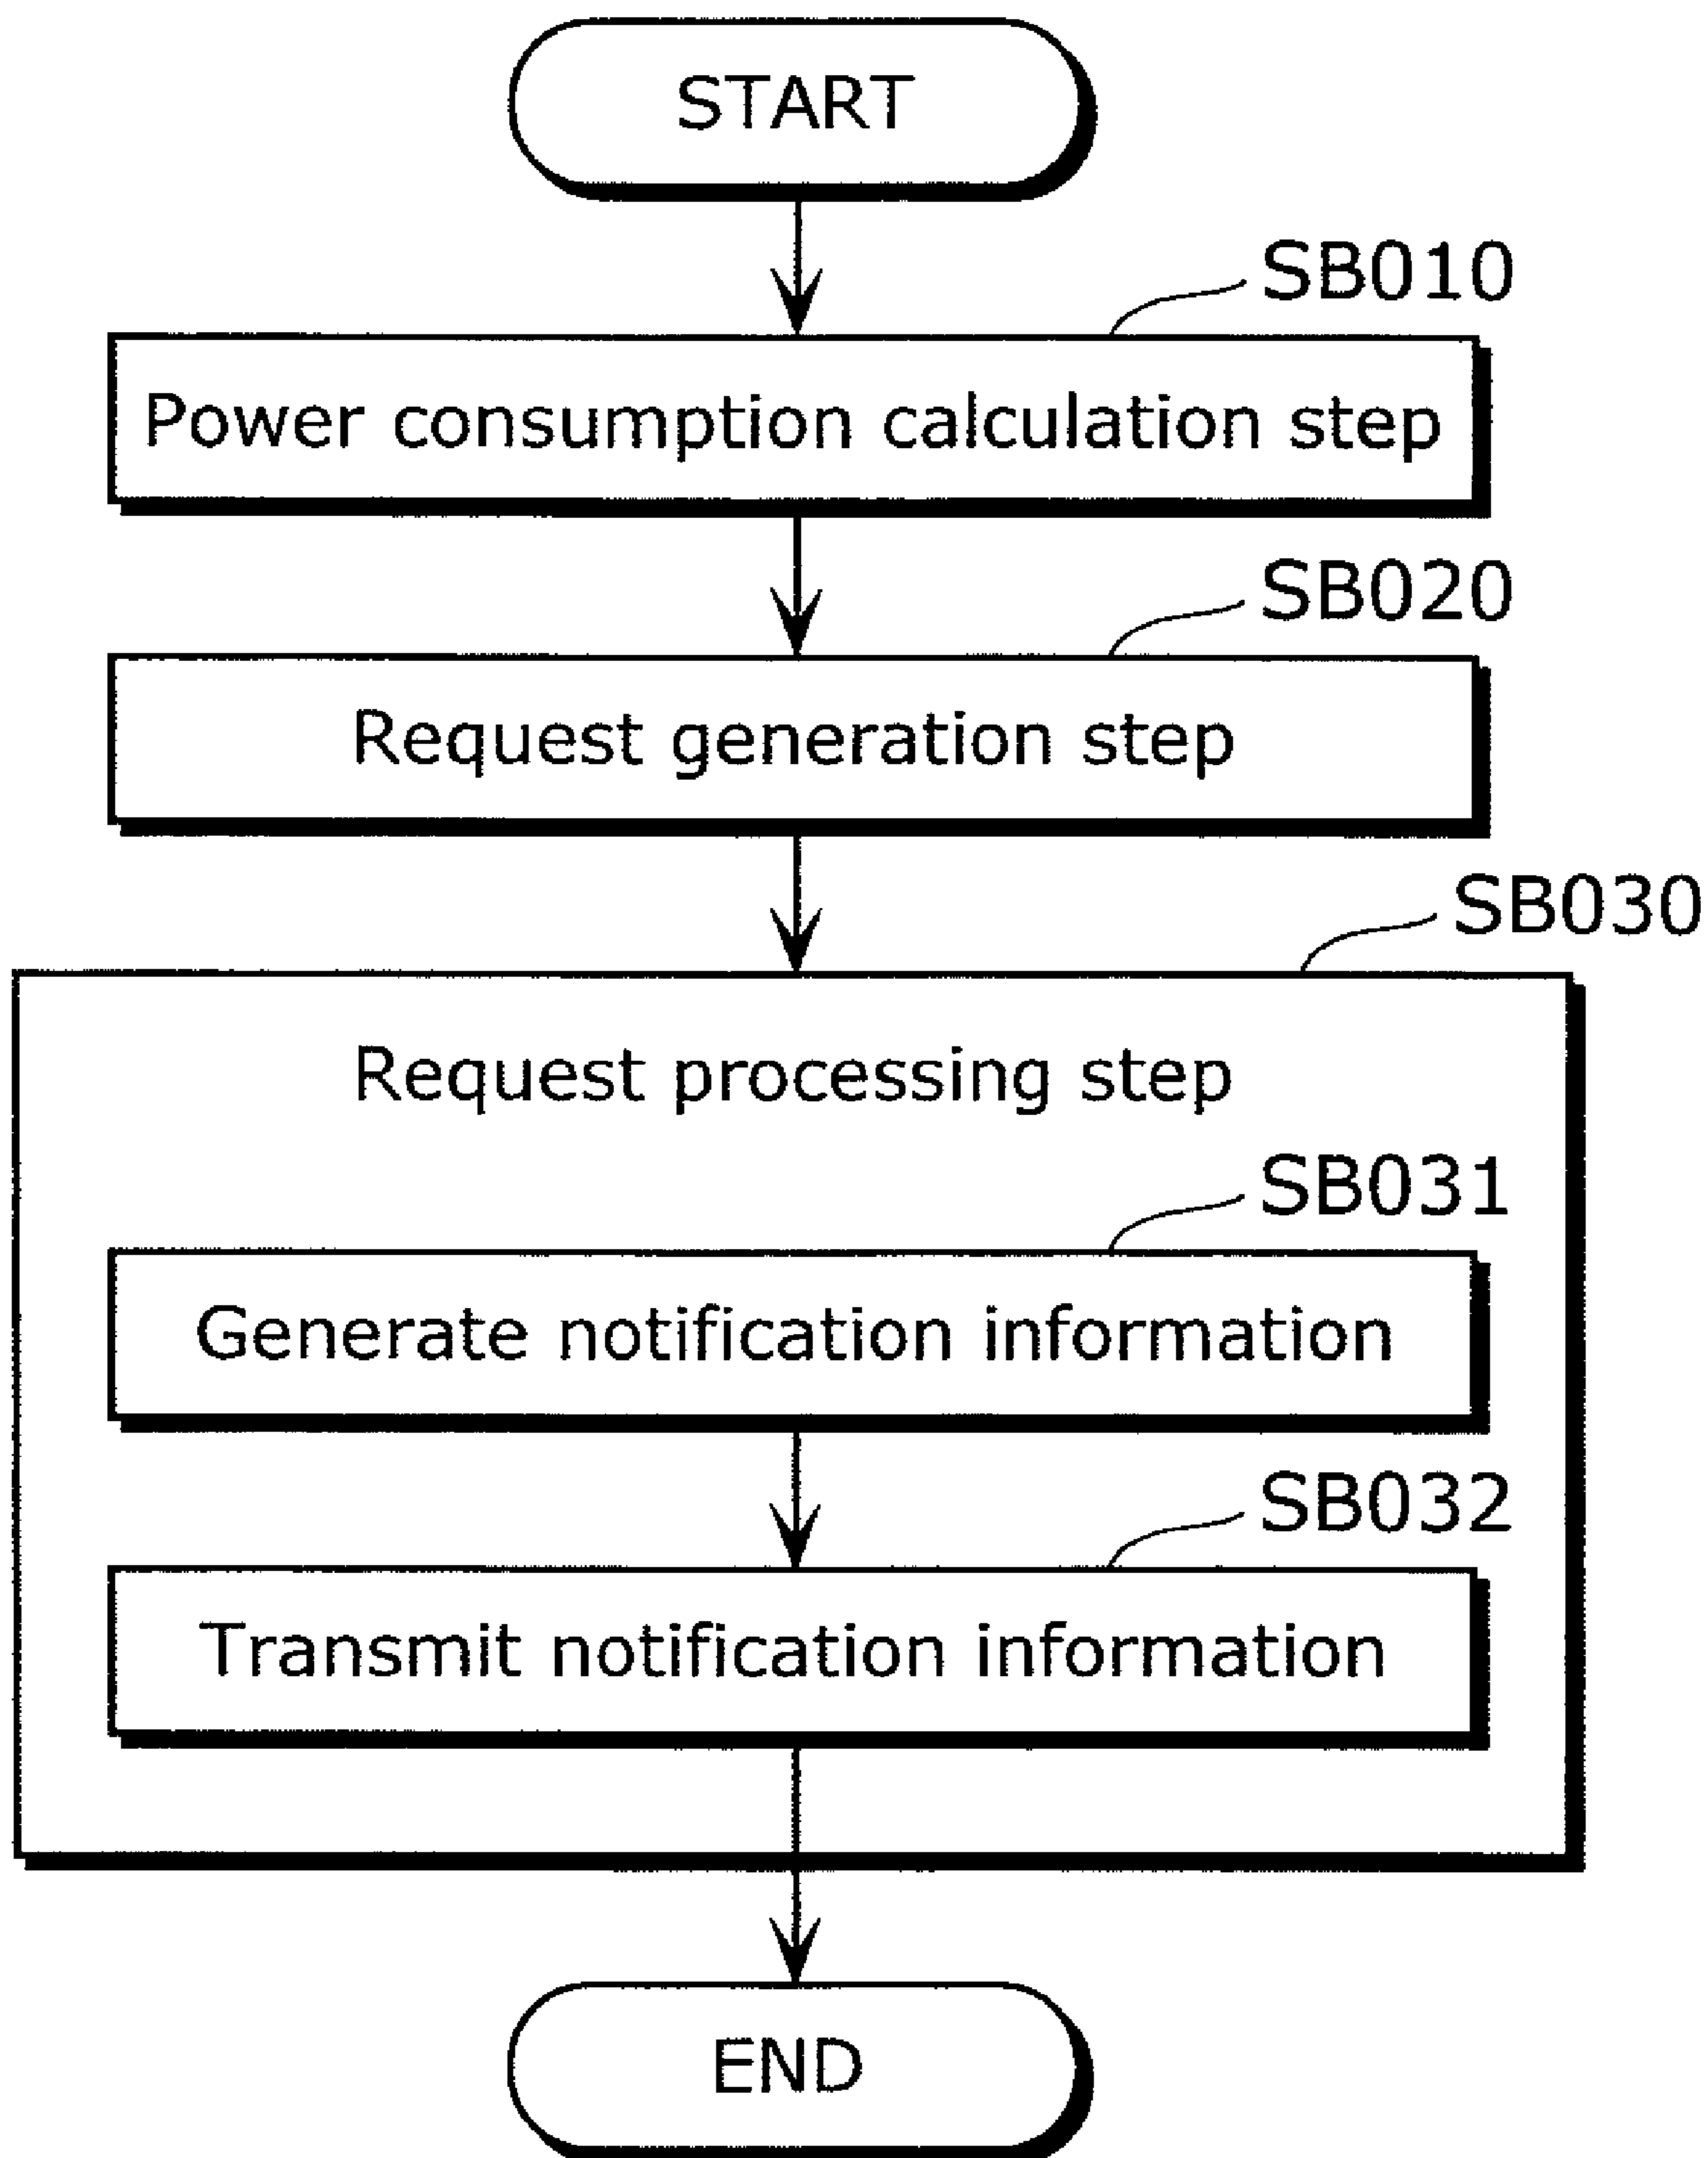 START
SB010
Power consumption calculation step
SB020
Request generation step
SB030
Request processing step
SB031
Generate notification information
SB032
Transmit notification information
END